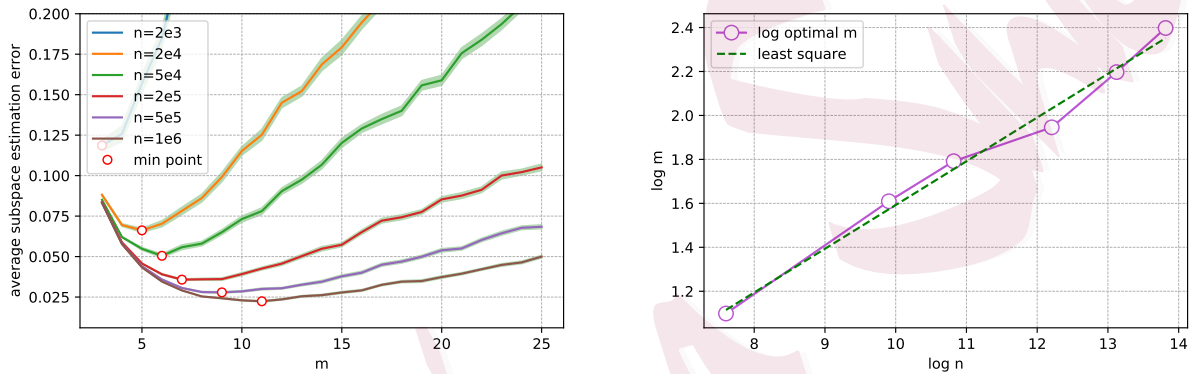 0.200
0.175
0.150
0.125
0.100
0.075
0.050
0.025
average subspace estimation error
n=2e3
n=2e4
n=5e4
n=2e5
n=5e5
n=1e6
min point
5
10
15
20
25
m
2.4
2.2
2.0
1.8
1.6
1.4
1.2
log m
log optimal m
least square
8
9
10
11
12
13
14
log n